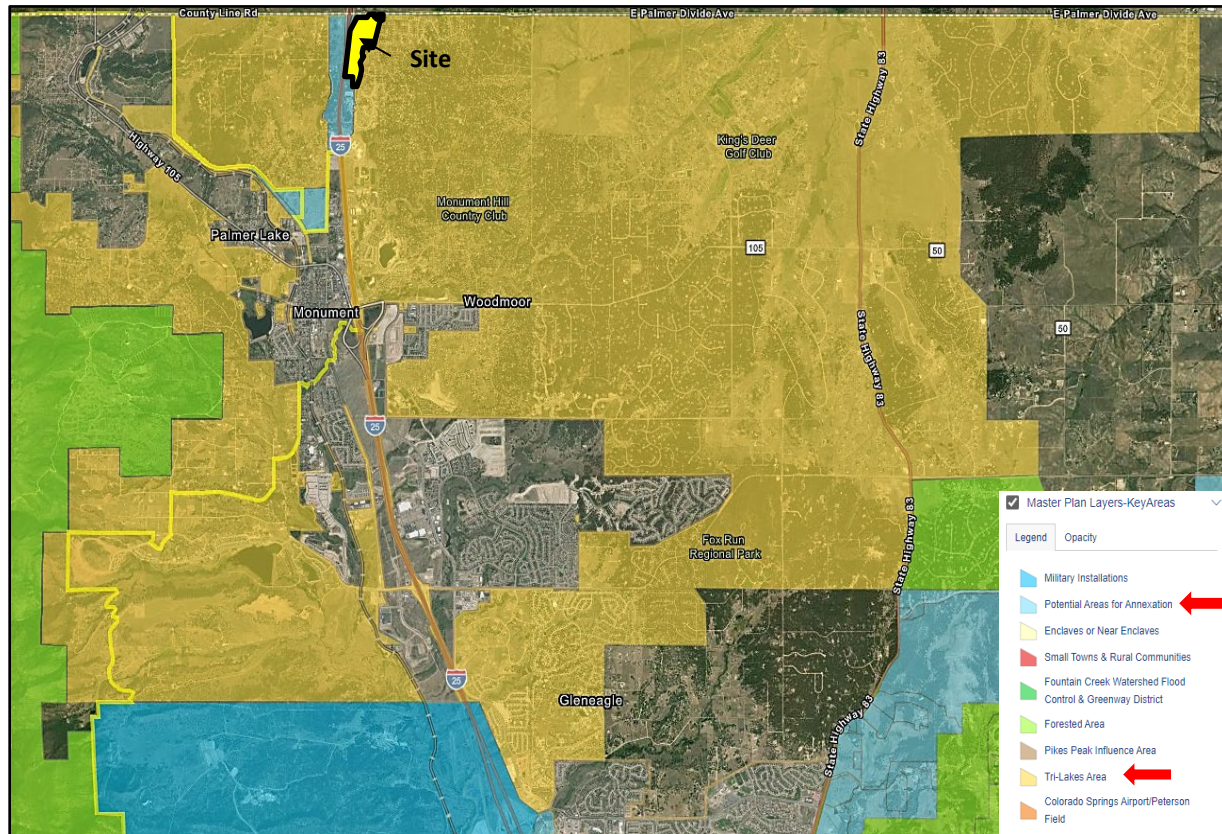 County Line Rd
E Palmer Divide Ave
E Palmer Divide Ave
Site
State Highway 83
25
Highway 105
King's Deer
Golf Club
Monument Hill
Country Club
Palmer Lake
105
50
Woodmoor
Monument
50
State Highway 83
25
Master Plan Layers-KeyAreas
Legend
Opacity
Fox Run
Regional Park
State Highway 83
Military Installations
Potential Areas for Annexation
Enclaves or Near Enclaves
Small Towns & Rural Communities
Fountain Creek Watershed Flood
Control & Greenway District
Forested Area
Pikes Peak Influence Area
Tri-Lakes Area
Colorado Springs Airport/Peterson
Field
25
Gleneagle
State Highway 83